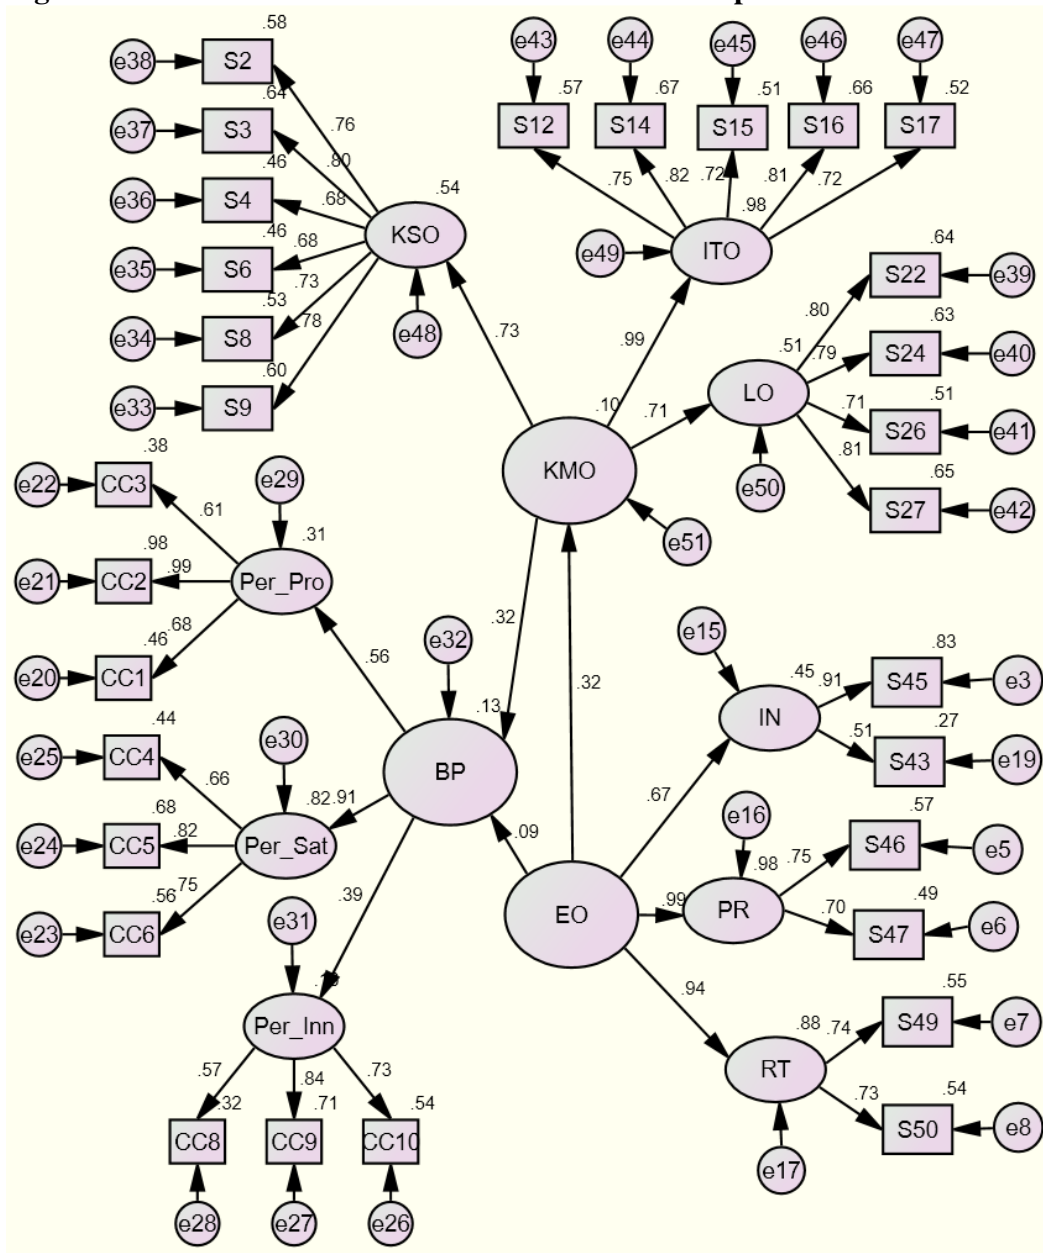 .58
e38 S2
.64
e37 S3
.76
.80
.46
e36 S4
.68
.54
KSO
.46
e35 S6
.68
.73
.53
e34 S8
.78
e48
.60
e33 S9
e43 e44 e45 e46 e47
.57 .67 .51 .66 .52
S12 S14 S15 S16 S17
.75 .82 .72 .81 .72
.98
e49 ITO
.64
S22 e39
.80
.63
.51 .79 S24 e40
LO
.51
.71 S26 e41
.81
.65
e50 S27 e42
.73 .99
.10 .71
KMO
e51
.38
e22 CC3 e29
.61
.31
.98
e21 CC2 .99 Per_Pro
.68
.46
e20 CC1
.56
e32
.32
.13
BP
.32
.44 e30
e25 CC4
.66
.68
.82 .91
e24 CC5 .82 Per_Sat
.75
.56
e23 CC6
.39
.09
EO
e15
.83
.45 .91 S45 e3
IN
.51 .27
S43 e19
.67
e16 .57
.98 .75 S46 e5
.99 PR
.70 .49
S47 e6
.94
.55
.88 .74 S49 e7
RT
.73 .54
S50 e8
e17
e31
Per_Inn
.57 .84 .73
.32 .71 .54
CC8 CC9 CC10
e28 e27 e26